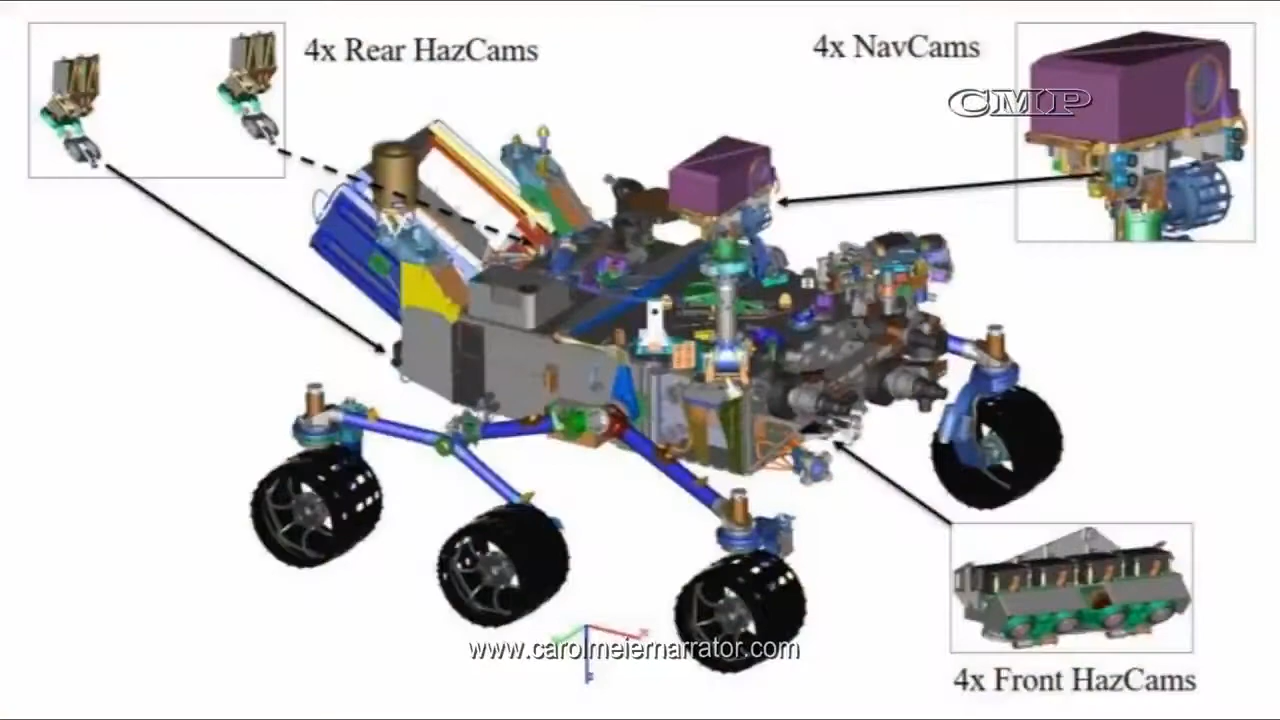 4x Rear HazCams
4x NavCams
CMP
www.carolmeiernarrator.com
4x Front HazCams